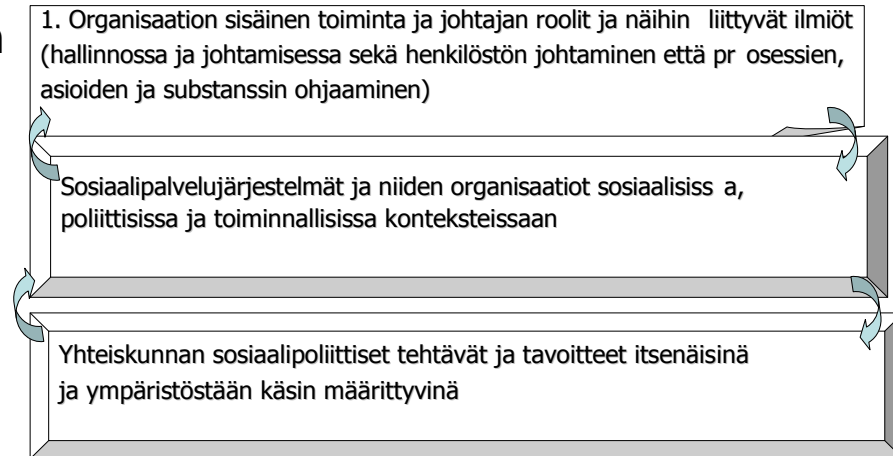 1. Organisaation sisäinen toiminta ja johtajan roolit ja näihin liittyvät ilmiöt
(hallinnossa ja johtamisessa sekä henkilöstön johtaminen että pr osessien,
asioiden ja substanssin ohjaaminen)
Sosiaalipalvelujärjestelmät ja niiden organisaatiot sosiaalisiss a,
poliittisissa ja toiminnallisissa konteksteissaan
Yhteiskunnan sosiaalipoliittiset tehtävät ja tavoitteet itsenäisinä
ja ympäristöstään käsin määrittyvinä